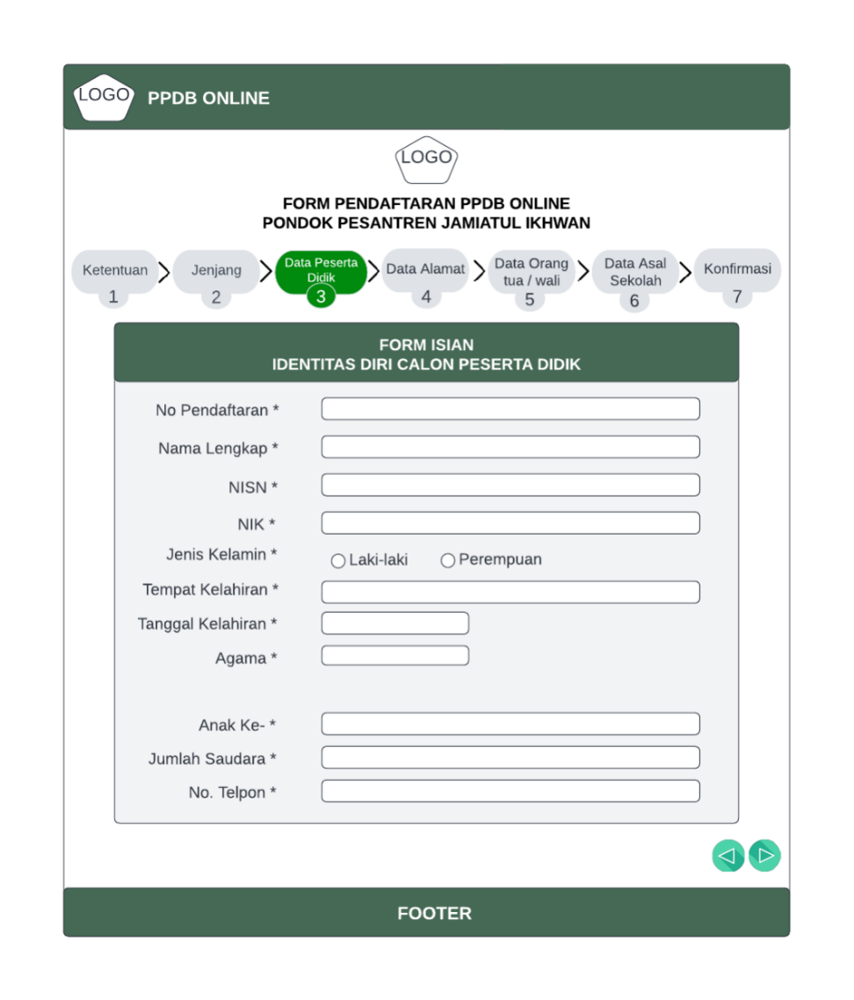 LOGO
PPDB ONLINE
LOGO
FORM PENDAFTARAN PPDB ONLINE
PONDOK PESANTREN JAMIATUL IKHWAN
Ketentuan
1
Jenjang
2
Data Peserta
Didik
3
Data Alamat
4
Data Orang
tua / wali
5
Data Asal
Sekolah
6
Konfirmasi
7
FORM ISIAN
IDENTITAS DIRI CALON PESERTA DIDIK
No Pendaftaran *
Nama Lengkap *
NISN *
NIK *
Jenis Kelamin *
Laki-laki
Perempuan
Tempat Kelahiran *
Tanggal Kelahiran *
Agama *
Anak Ke- *
Jumlah Saudara *
No. Telpon *
FOOTER